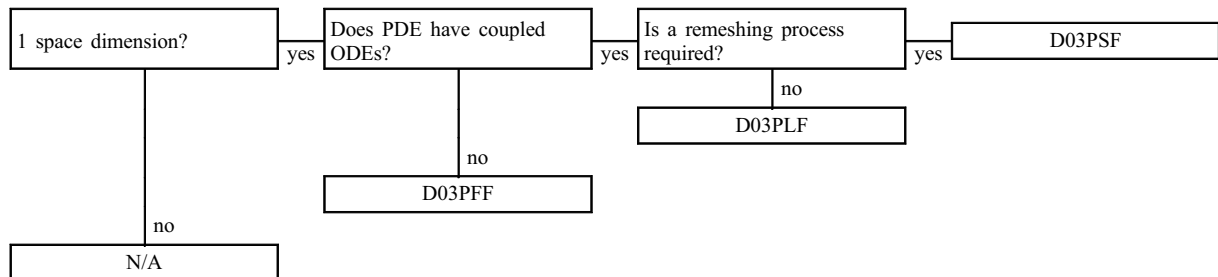 1 space dimension?
yes
Does PDE have coupled
ODEs?
yes
Is a remeshing process
required?
yes
D03PSF
no
D03PLF
no
D03PFF
no
N/A